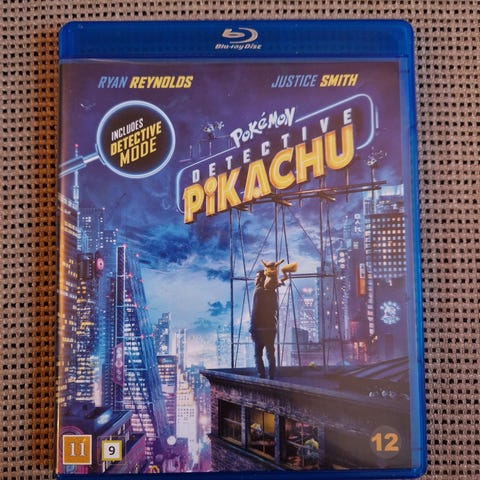 Blu-ray Disc
RYAN REYNOLDS
JUSTICE SMITH
INCLUDES
DETECTIVE
MODE
POKéMON
DETECTIVE
PIKACHU
11
9
12